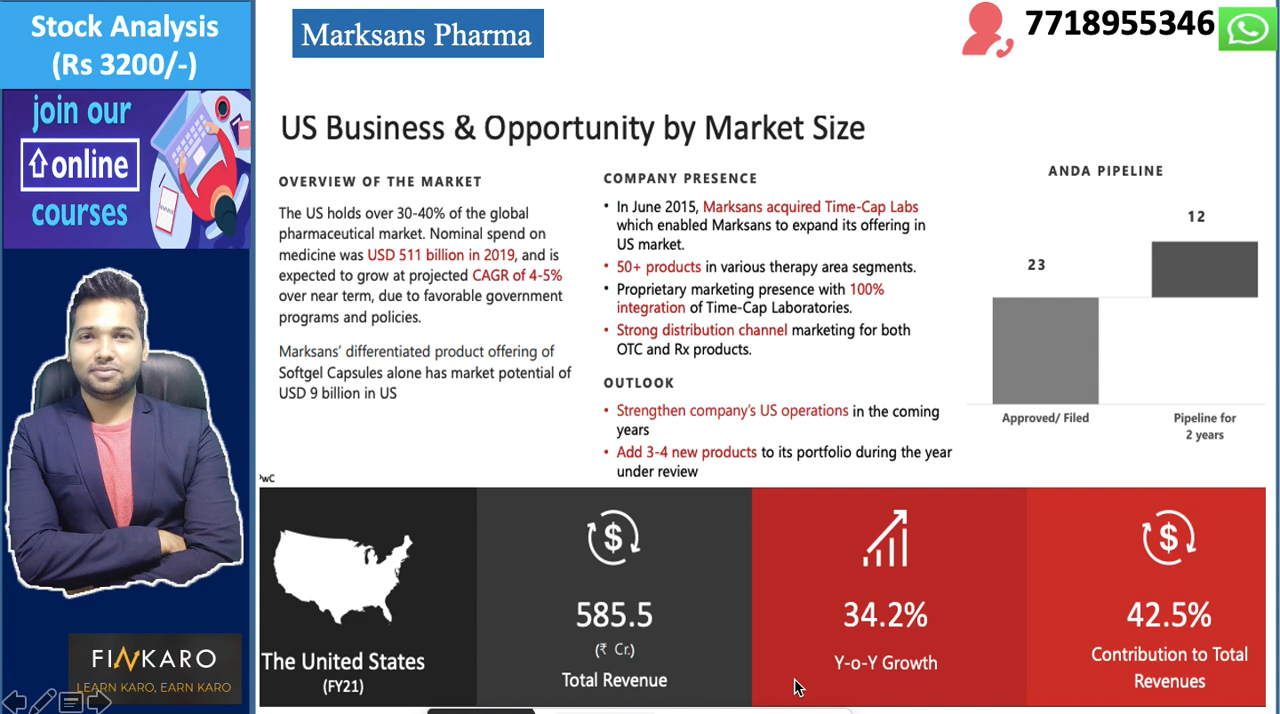 Stock Analysis
(Rs 3200/-)
join our
online
courses
FINKARO
LEARN KARO, EARN KARO
Marksans Pharma
7718955346
US Business & Opportunity by Market Size
OVERVIEW OF THE MARKET
The US holds over 30-40% of the global
pharmaceutical market. Nominal spend on
medicine was USD 511 billion in 2019, and is
expected to grow at projected CAGR of 4-5%
over near term, due to favorable government
programs and policies.
Marksans’ differentiated product offering of
Softgel Capsules alone has market potential of
USD 9 billion in US
PwC
COMPANY PRESENCE
• In June 2015, Marksans acquired Time-Cap Labs
which enabled Marksans to expand its offering in
US market.
• 50+ products in various therapy area segments.
• Proprietary marketing presence with 100%
integration of Time-Cap Laboratories.
• Strong distribution channel marketing for both
OTC and Rx products.
OUTLOOK
• Strengthen company’s US operations in the coming
years
• Add 3-4 new products to its portfolio during the year
under review
ANDA PIPELINE
12
23
Approved/ Filed
Pipeline for
2 years
The United States
(FY21)
585.5
(₹ Cr.)
Total Revenue
34.2%
Y-o-Y Growth
42.5%
Contribution to Total
Revenues